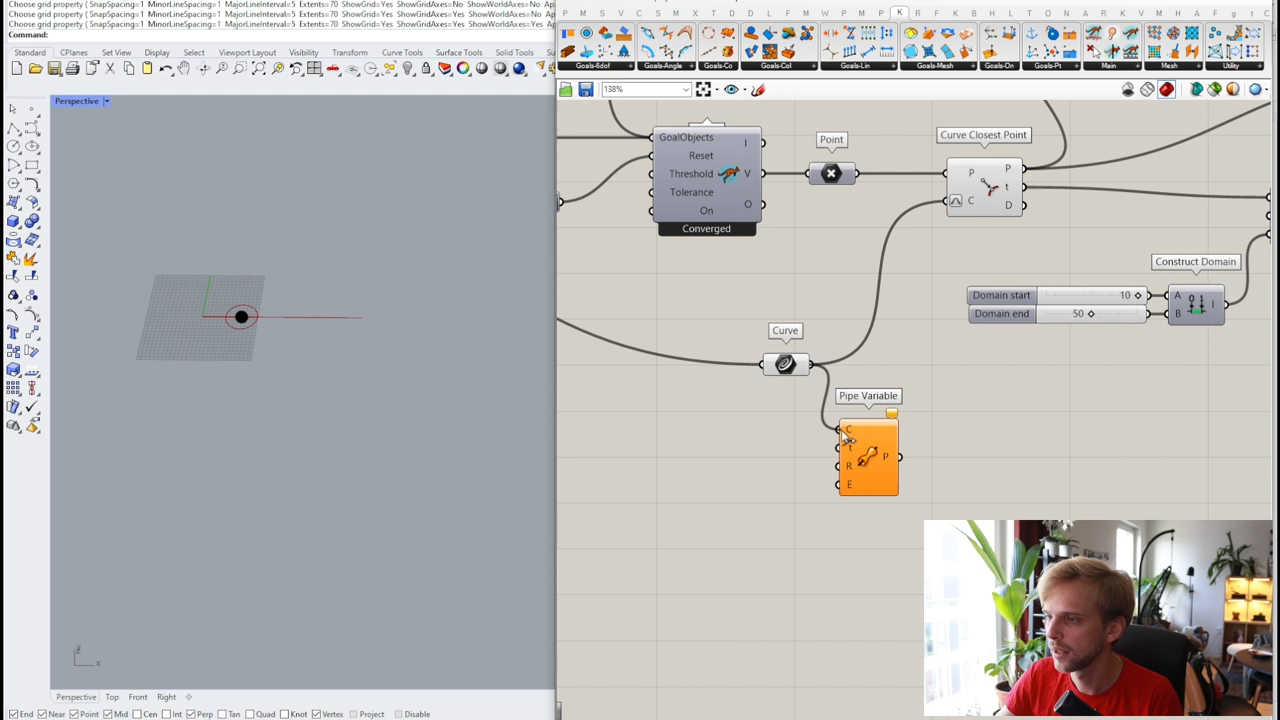 Choose grid property ( SnapSpacing=1 MinorLineSpacing=1 MajorLineInterval=5 Extents=70 ShowGrid=Yes ShowGridAxes=No ShowWorldAxes=No Ap
Choose grid property ( SnapSpacing=1 MinorLineSpacing=1 MajorLineInterval=5 Extents=70 ShowGrid=Yes ShowGridAxes=Yes ShowWorldAxes=No A
Choose grid property ( SnapSpacing=1 MinorLineSpacing=1 MajorLineInterval=5 Extents=70 ShowGrid=Yes ShowGridAxes=Yes ShowWorldAxes=No A
Command:
Standard CPlanes Set View Display Select Viewport Layout Visibility Transform Curve Tools Surface Tools Solid Tools Su
Perspective
P M S V C M X S T D D L B M W P M P K H L P D T O N A R K M Q H R F g t c
Goals-6dof Goals-Angle Goals-Co Goals-Col Goals-Lin Goals-Mesh Goals-On Goals-Pt Main Mesh Utility
138%
GoalObjects
Reset
Threshold
Tolerance
On
I
V
O
Converged
Point
Curve Closest Point
P
C
P
t
D
Construct Domain
Domain start 10
Domain end 50
A
B
I
Curve
Pipe Variable
C
t
R
E
P
z
x
Perspective Top Front Right
End Near Point Mid Cen Int Perp Tan Quad Knot Vertex Project Disable